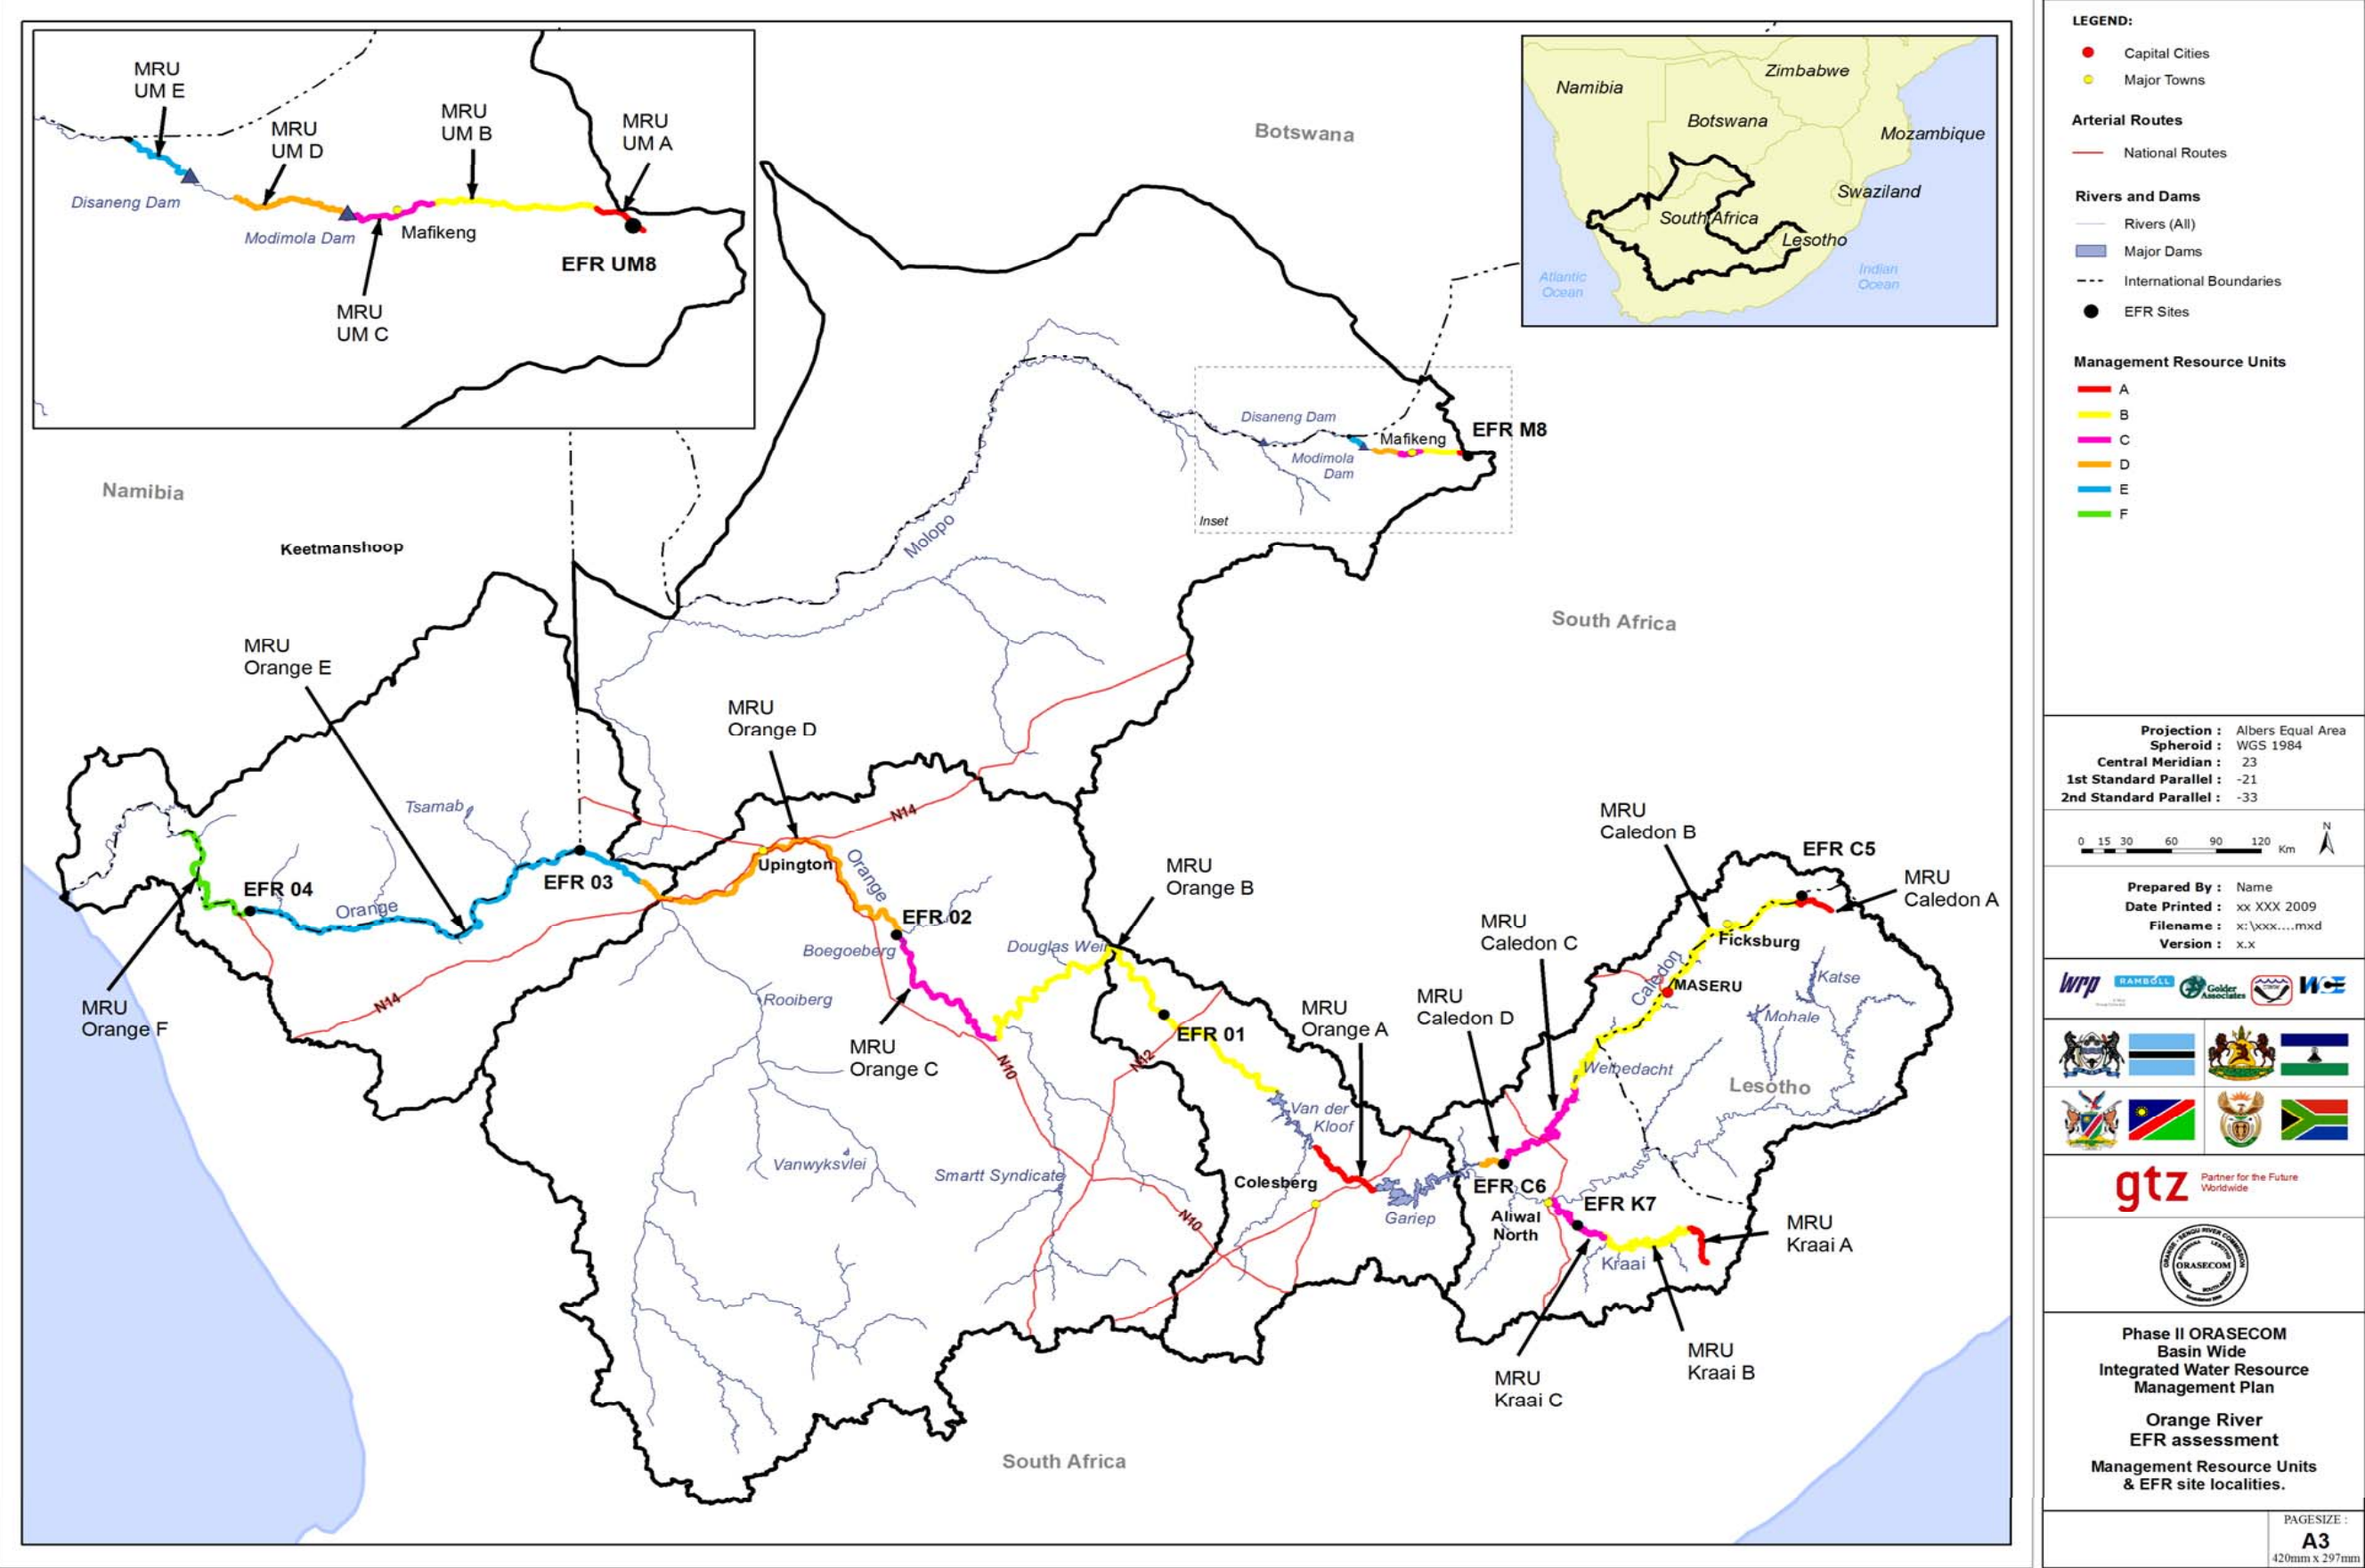 MRU
UM E
MRU
UM D
MRU
UM B
MRU
UM A
Disaneng Dam
Modimola Dam
Mafikeng
EFR UM8
MRU
UM C
Namibia
Zimbabwe
Botswana
Mozambique
Swaziland
South Africa
Lesotho
Atlantic
Ocean
Indian
Ocean
Botswana
Disaneng Dam
Mafikeng
EFR M8
Modimola
Dam
Inset
Molopo
Namibia
Keetmanshoop
South Africa
MRU
Orange E
MRU
Orange D
Tsamab
N14
Upington
Orange
EFR 04
Orange
EFR 03
EFR 02
Boegoeberg
MRU
Orange B
Douglas Weir
MRU
Caledon B
EFR C5
MRU
Caledon A
MRU
Caledon C
Ficksburg
Caledon
MASERU
Katse
Mohale
MRU
Orange F
N14
Rooiberg
MRU
Orange C
N10
N12
EFR 01
MRU
Orange A
MRU
Caledon D
Welbedacht
Lesotho
Van der
Kloof
Vanwyksvlei
Smartt Syndicate
Colesberg
N10
Gariep
EFR C6
Aliwal
North
EFR K7
Kraai
MRU
Kraai A
MRU
Kraai B
MRU
Kraai C
South Africa
LEGEND:
Capital Cities
Major Towns
Arterial Routes
National Routes
Rivers and Dams
Rivers (All)
Major Dams
International Boundaries
EFR Sites
Management Resource Units
A
B
C
D
E
F
Projection : Albers Equal Area
Spheroid : WGS 1984
Central Meridian : 23
1st Standard Parallel : -21
2nd Standard Parallel : -33
0 15 30 60 90 120 Km
N
Prepared By : Name
Date Printed : xx XXX 2009
Filename : x:\xxx....mxd
Version : x.x
wrp
RAMBOLL
Golder
Associates
WCE
gtz
Partner for the Future
Worldwide
ORASECOM
Phase II ORASECOM
Basin Wide
Integrated Water Resource
Management Plan
Orange River
EFR assessment
Management Resource Units
& EFR site localities.
PAGESIZE :
A3
420mm x 297mm